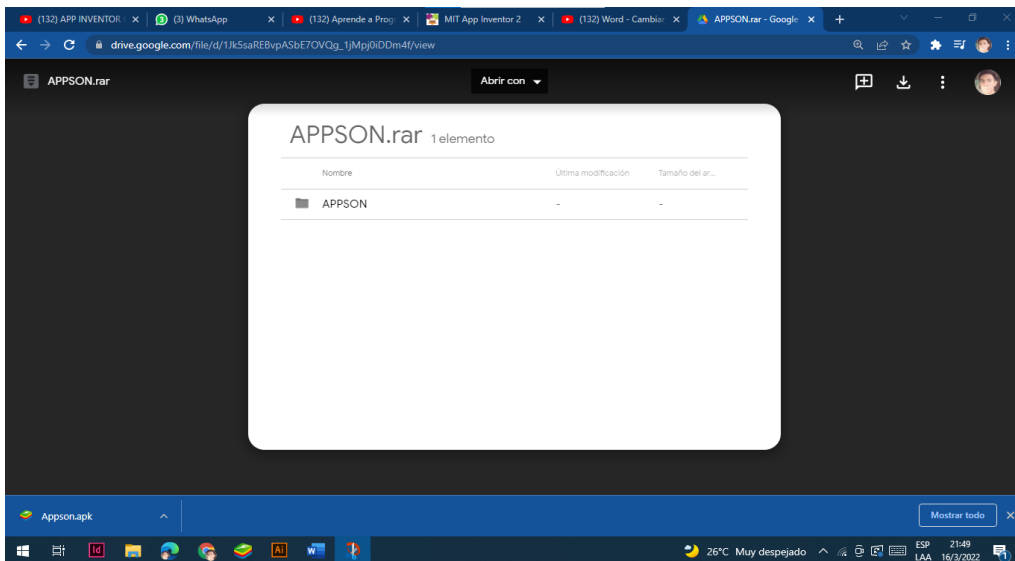 (132) APP INVENTOR
(3) WhatsApp
(132) Aprende a Prog
MIT App Inventor 2
(132) Word - Cambiar
APPSON.rar - Google
drive.google.com/file/d/1Jk5saREBvpASbE7OVQg_1jMpj0iDDm4f/view
APPSON.rar
Abrir con
APPSON.rar 1 elemento
Nombre Última modificación Tamaño del ar...
APPSON - -
Appson.apk
Mostrar todo
Id
Ai
W
26°C Muy despejado
ESP
LAA
21:49
16/3/2022